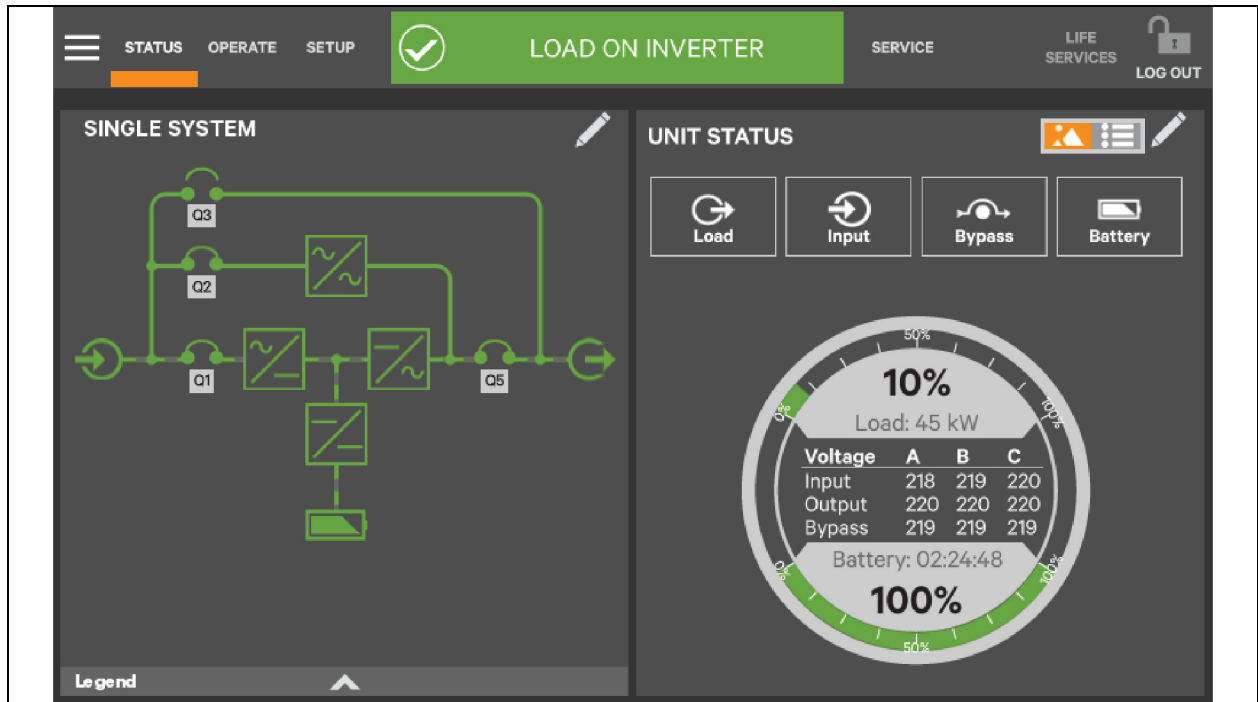 STATUS OPERATE SETUP LOAD ON INVERTER SERVICE LIFE SERVICES LOG OUT
SINGLE SYSTEM
Q3
Q2
Q1
Q5
Legend
UNIT STATUS
Load Input Bypass Battery
50%
0%
100%
10%
Load: 45 kW
Voltage A B C
Input 218 219 220
Output 220 220 220
Bypass 219 219 219
Battery: 02:24:48
100%
0%
100%
50%